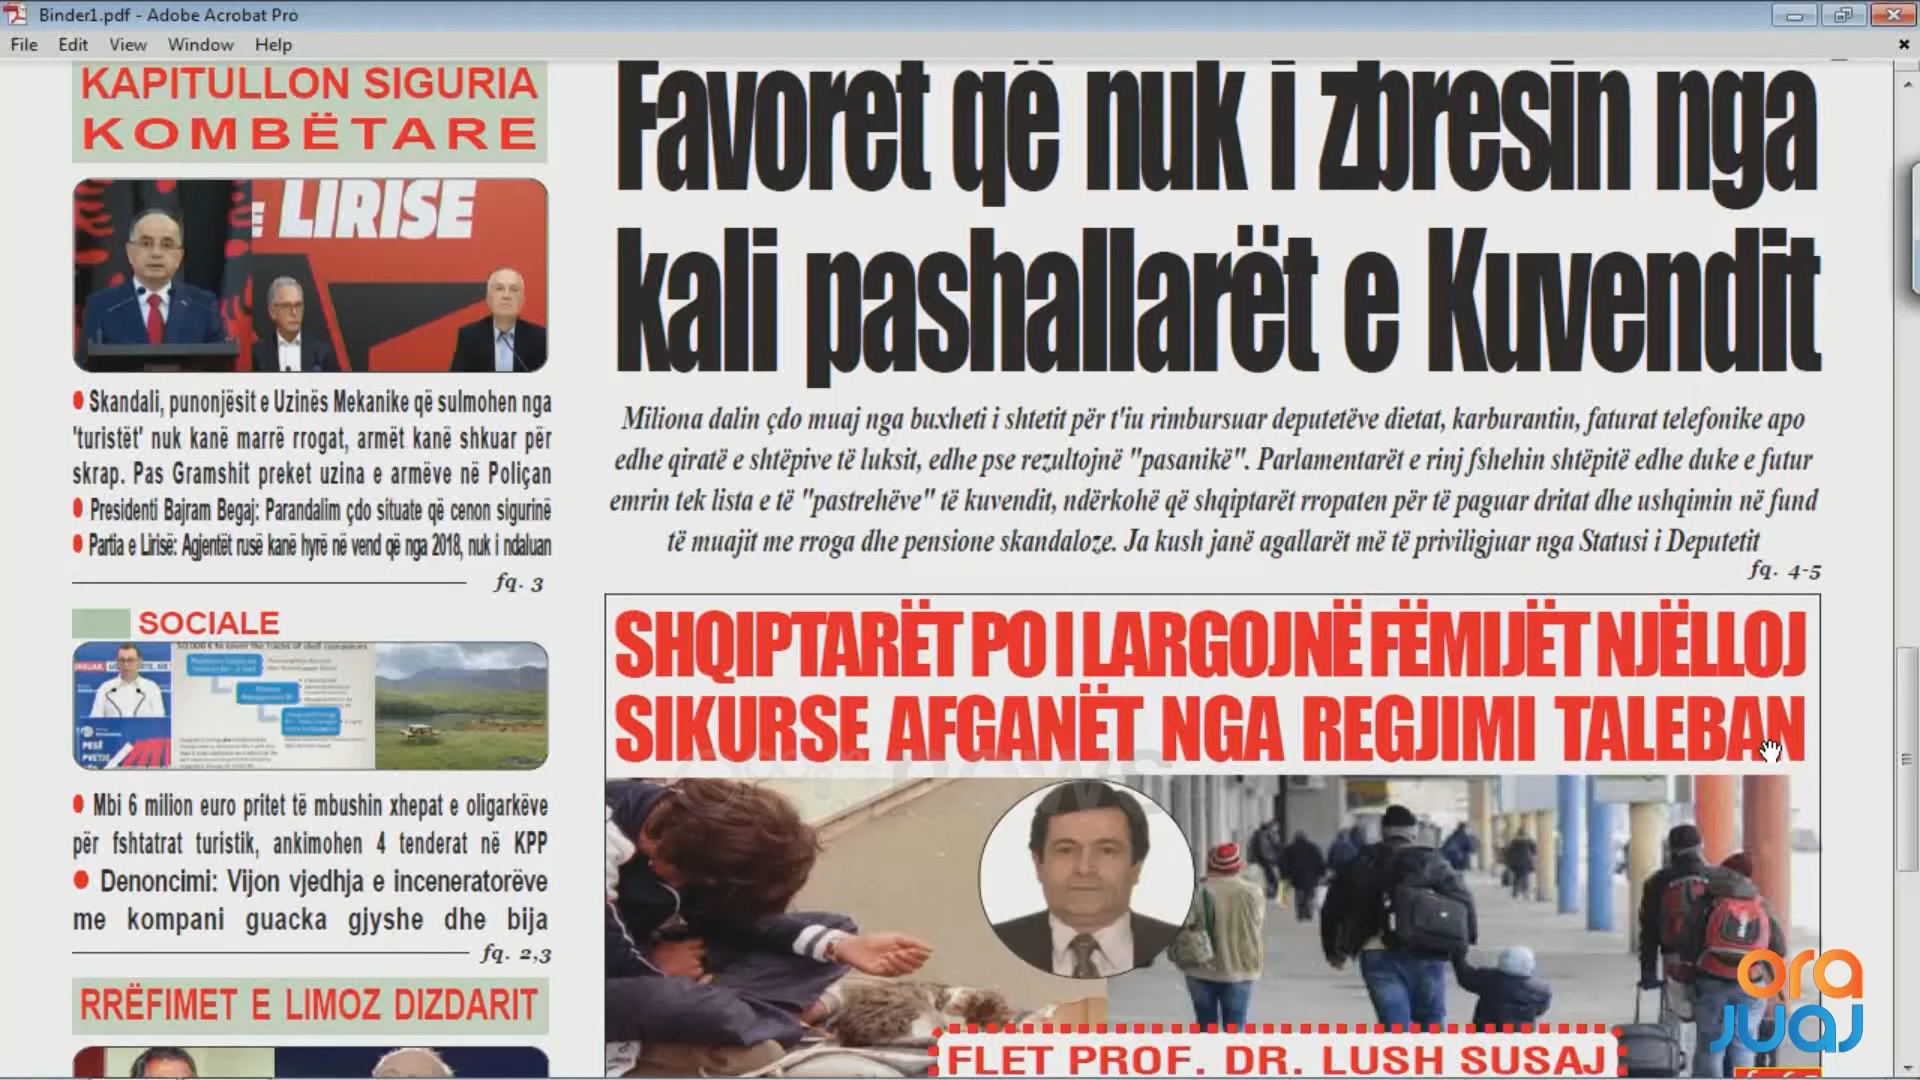 Binder1.pdf - Adobe Acrobat Pro
File Edit View Window Help
KAPITULLON SIGURIA
KOMBËTARE
E LIRISE
● Skandali, punonjësit e Uzinës Mekanike që sulmohen nga
'turistët' nuk kanë marrë rrogat, armët kanë shkuar për
skrap. Pas Gramshit preket uzina e armëve në Poliçan
● Presidenti Bajram Begaj: Parandalim çdo situate që cenon sigurinë
● Partia e Lirisë: Agjentët rusë kanë hyrë në vend që nga 2018, nuk i ndaluan
fq. 3
SOCIALE
PESË
● Mbi 6 milion euro pritet të mbushin xhepat e oligarkëve
për fshtatrat turistik, ankimohen 4 tenderat në KPP
● Denoncimi: Vijon vjedhja e inceneratorëve
me kompani guacka gjyshe dhe bija
fq. 2,3
RRËFIMET E LIMOZ DIZDARIT
Favoret që nuk i zbresin nga
kali pashallarët e Kuvendit
Miliona dalin çdo muaj nga buxheti i shtetit për t'iu rimbursuar deputetëve dietat, karburantin, faturat telefonike apo
edhe qiratë e shtëpive të luksit, edhe pse rezultojnë "pasanikë". Parlamentarët e rinj fshehin shtëpitë edhe duke e futur
emrin tek lista e të "pastrehëve" të kuvendit, ndërkohë që shqiptarët rropaten për të paguar dritat dhe ushqimin në fund
të muajit me rroga dhe pensione skandaloze. Ja kush janë agallarët më të priviligjuar nga Statusi i Deputetit
fq. 4-5
SHQIPTARËT PO I LARGOJNË FËMIJËT NJËLLOJ
SIKURSE AFGANËT NGA REGJIMI TALEBAN
news
FLET PROF. DR. LUSH SUSAJ
ora
juaj